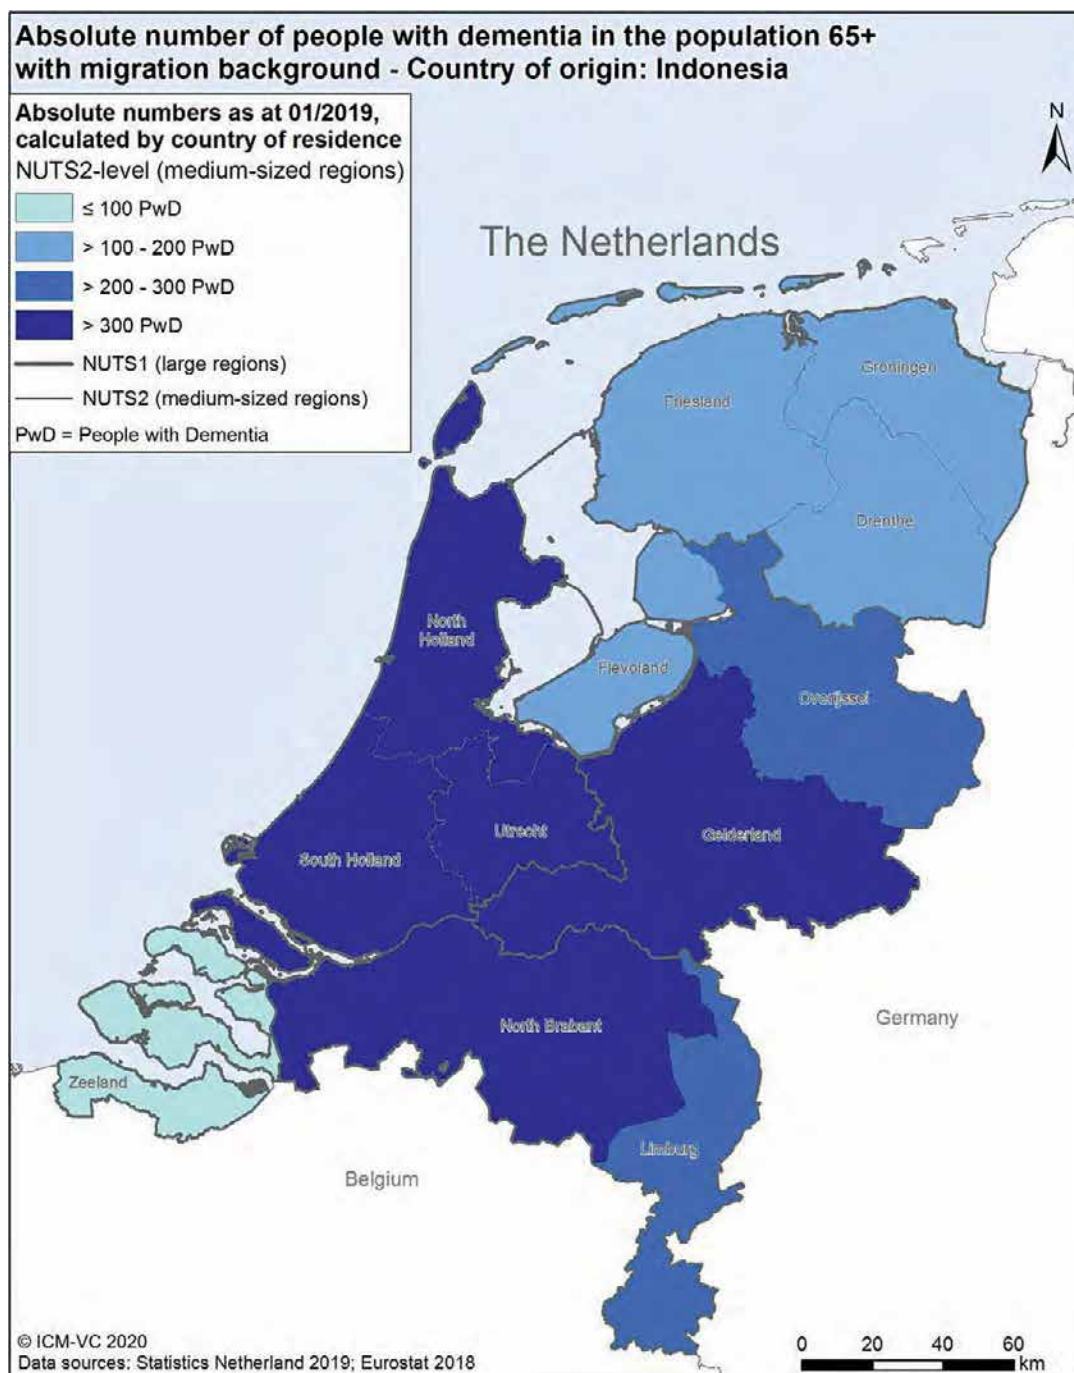 Absolute number of people with dementia in the population 65+
with migration background - Country of origin: Indonesia
Absolute numbers as at 01/2019,
calculated by country of residence
NUTS2-level (medium-sized regions)
≤ 100 PwD
> 100 - 200 PwD
> 200 - 300 PwD
> 300 PwD
NUTS1 (large regions)
NUTS2 (medium-sized regions)
PwD = People with Dementia
N
The Netherlands
Groningen
Friesland
Drenthe
North
Holland
Flevoland
Overijssel
Utrecht
Gelderland
South Holland
North Brabant
Germany
Zeeland
Limburg
Belgium
© ICM-VC 2020
Data sources: Statistics Netherland 2019; Eurostat 2018
0 20 40 60
km